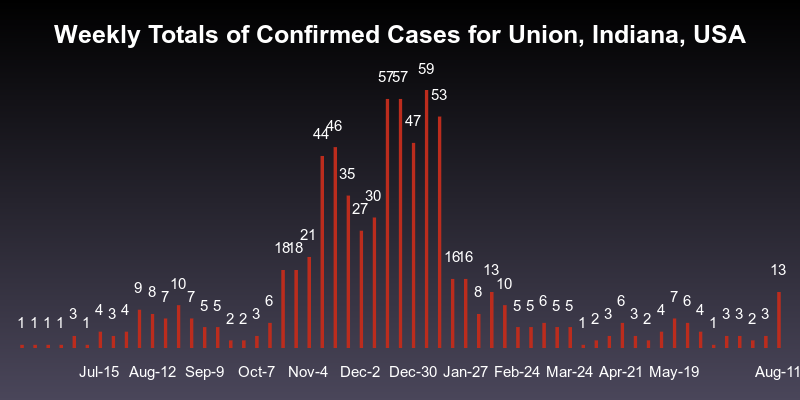 Weekly Totals of Confirmed Cases for Union, Indiana, USA
1 1 1 1 3 1 4 3 4 9 8 7 10 7 5 5 2 2 3 6 18 18 21 44 46 35 27 30 57 57 47 59 53 16 16 8 13 10 5 5 6 5 5 1 2 3 6 3 2 4 7 6 4 1 3 3 2 3 13
Jul-15 Aug-12 Sep-9 Oct-7 Nov-4 Dec-2 Dec-30 Jan-27 Feb-24 Mar-24 Apr-21 May-19 Aug-11